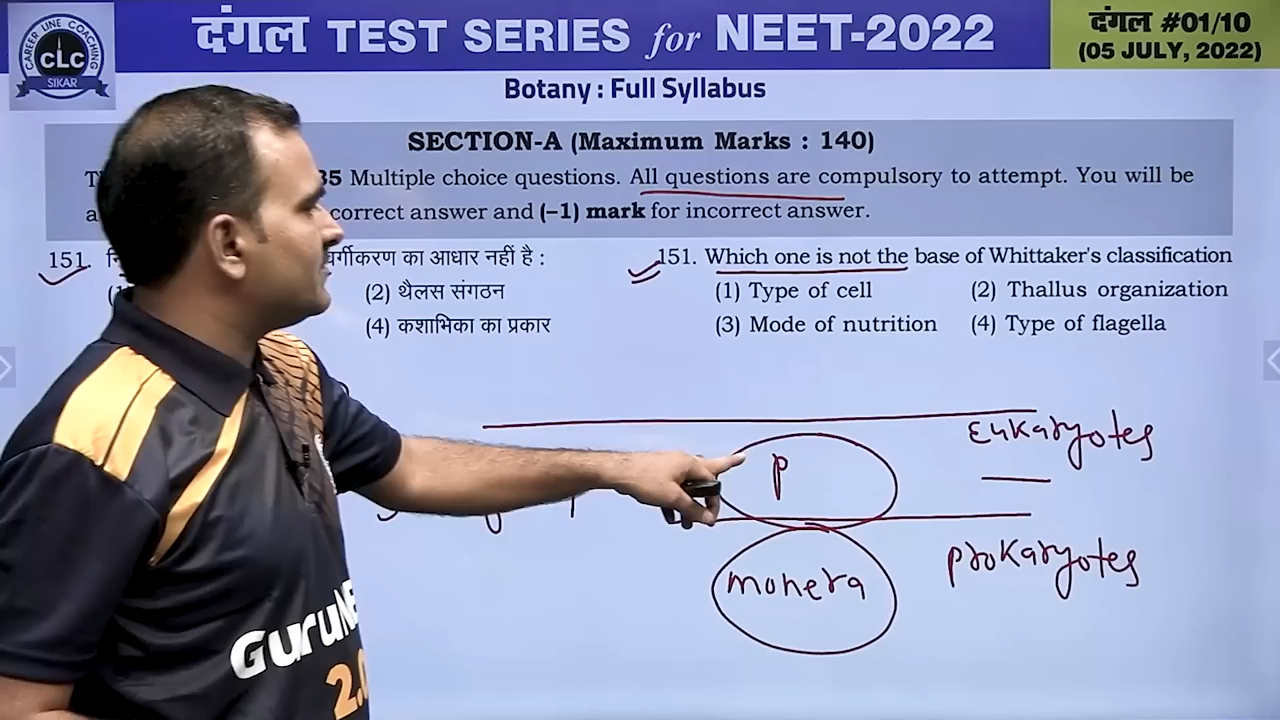 CAREER LINE COACHING
CLC
SIKAR
दंगल TEST SERIES for NEET-2022
दंगल #01/10
(05 JULY, 2022)
Botany : Full Syllabus
SECTION-A (Maximum Marks : 140)
35 Multiple choice questions. All questions are compulsory to attempt. You will be
correct answer and (–1) mark for incorrect answer.
151. वर्गीकरण का आधार नहीं है :
(2) थैलस संगठन
(4) कशाभिका का प्रकार
151. Which one is not the base of Whittaker's classification
(1) Type of cell (2) Thallus organization
(3) Mode of nutrition (4) Type of flagella
Eukaryotes
P
Prokaryotes
monera
2.0